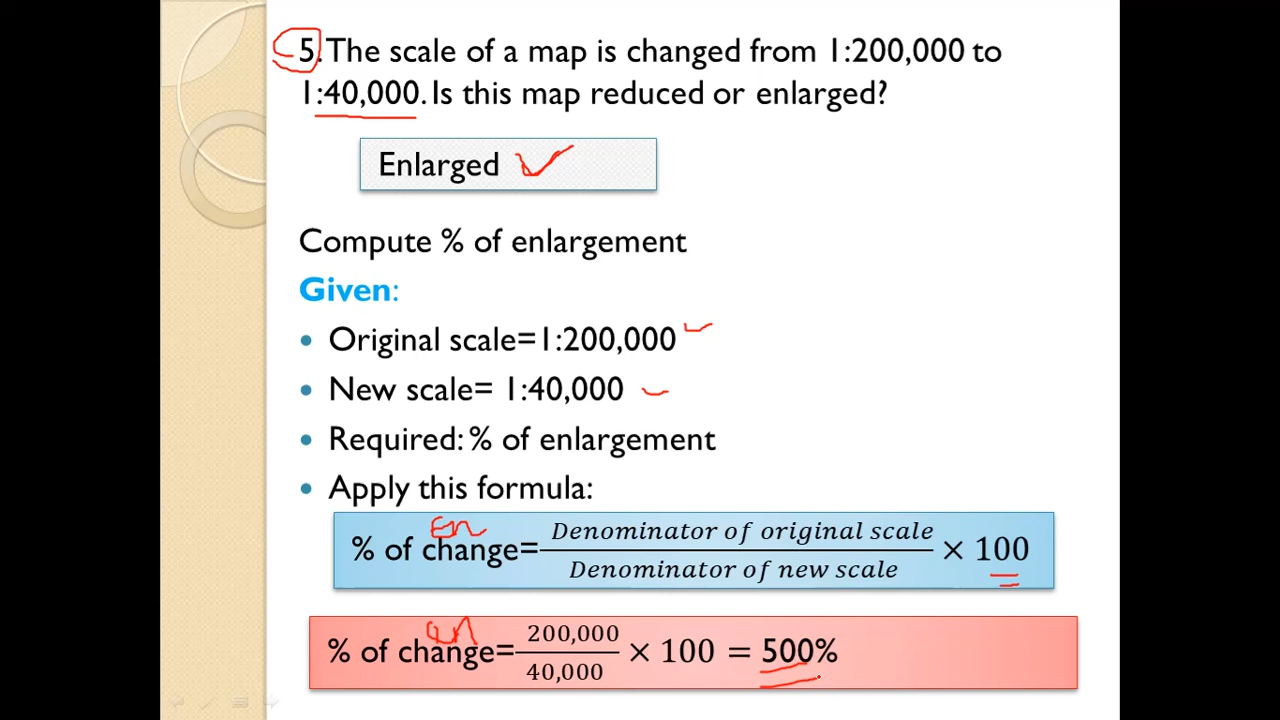 5. The scale of a map is changed from 1:200,000 to
1:40,000. Is this map reduced or enlarged?
Enlarged
Compute % of enlargement
Given:
• Original scale=1:200,000
• New scale= 1:40,000
• Required: % of enlargement
• Apply this formula:
En
% of change= Denominator of original scale / Denominator of new scale × 100
% of change= 200,000 / 40,000 × 100 = 500%